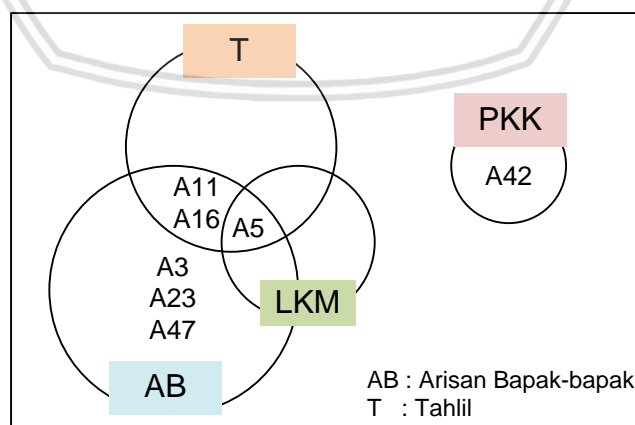 T
PKK
A42
A11
A16
A5
A3
A23
A47
LKM
AB
AB : Arisan Bapak-bapak
T : Tahlil